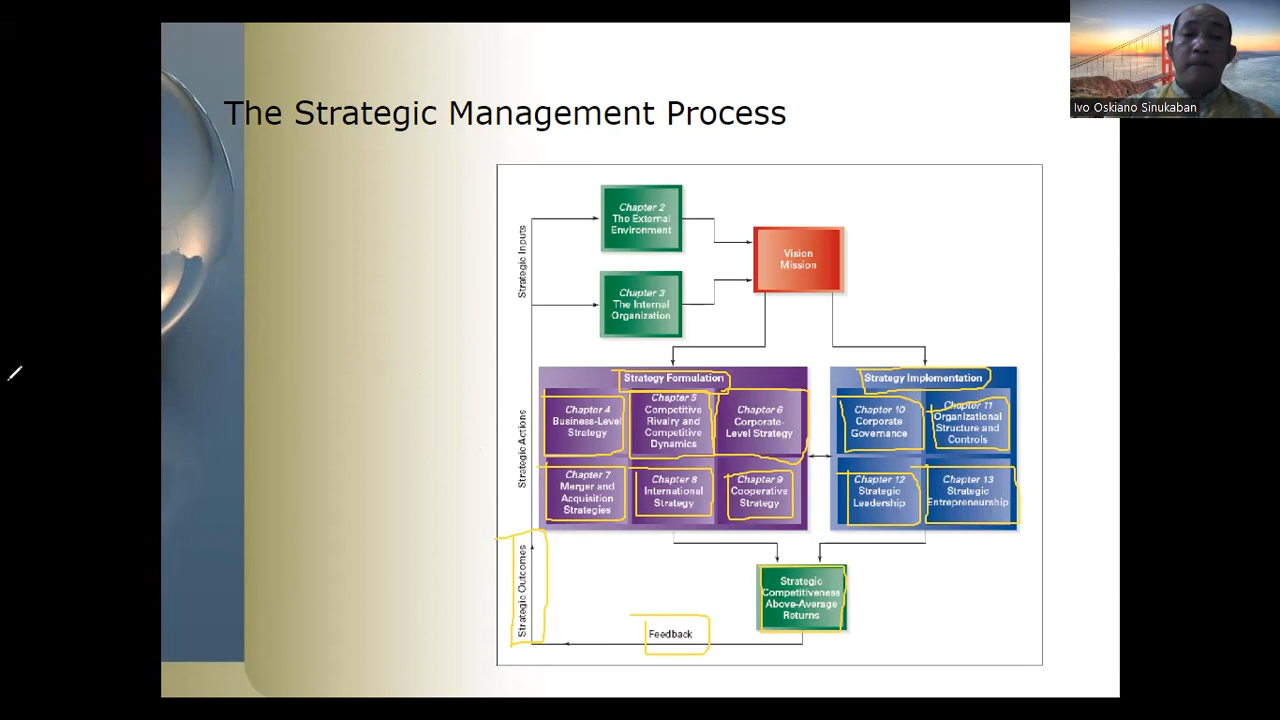 Ivo Oskiano Sinukaban
The Strategic Management Process
Strategic Inputs
Chapter 2
The External
Environment
Chapter 3
The Internal
Organization
Vision
Mission
Strategic Actions
Strategy Formulation
Chapter 4
Business-Level
Strategy
Chapter 5
Competitive
Rivalry and
Competitive
Dynamics
Chapter 6
Corporate-
Level Strategy
Chapter 7
Merger and
Acquisition
Strategies
Chapter 8
International
Strategy
Chapter 9
Cooperative
Strategy
Strategy Implementation
Chapter 10
Corporate
Governance
Chapter 11
Organizational
Structure and
Controls
Chapter 12
Strategic
Leadership
Chapter 13
Strategic
Entrepreneurship
Strategic Outcomes
Strategic
Competitiveness
Above-Average
Returns
Feedback